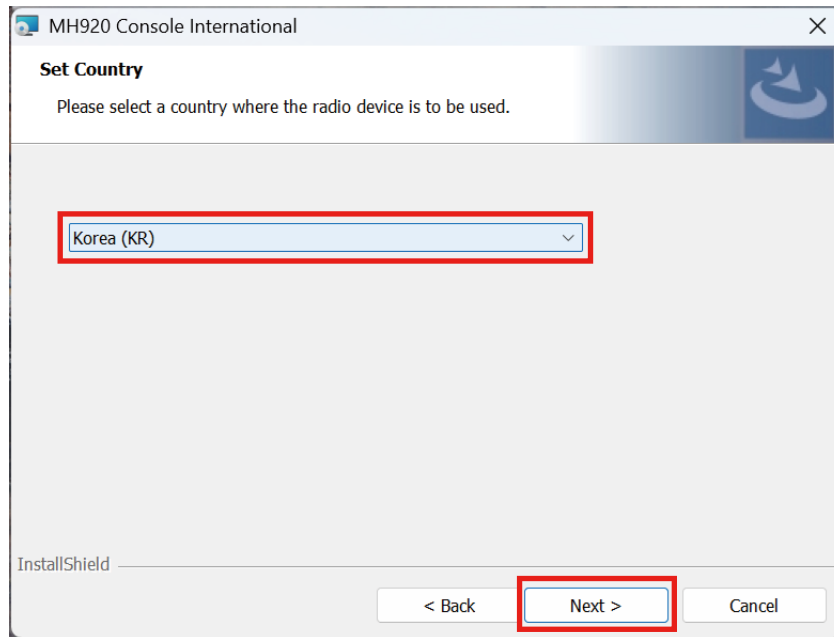 MH920 Console International
Set Country
Please select a country where the radio device is to be used.
Korea (KR)
InstallShield
< Back
Next >
Cancel